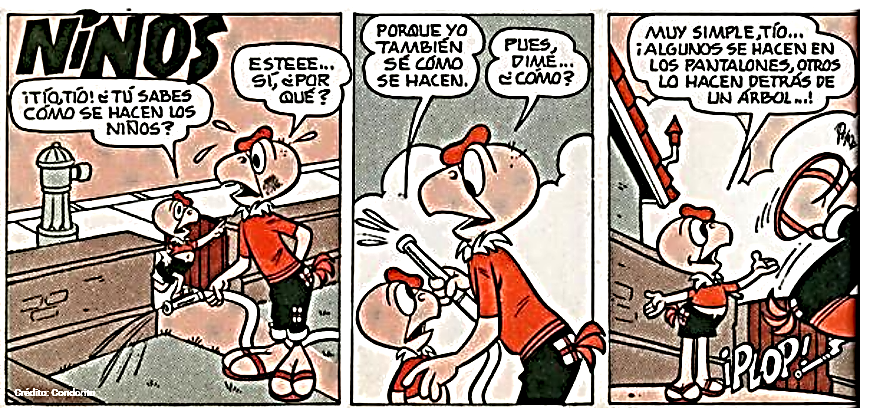 NIÑOS
¡TÍO, TÍO! ¿TÚ SABES
CÓMO SE HACEN LOS
NIÑOS?
ESTEEE...
SÍ, ¿POR
QUÉ?
PORQUE YO
TAMBIÉN
SÉ CÓMO
SE HACEN.
PUES,
DIME...
¿CÓMO?
MUY SIMPLE, TÍO...
¡ALGUNOS SE HACEN EN
LOS PANTALONES, OTROS
LO HACEN DETRÁS DE
UN ÁRBOL...!
¡PLOP!
Crédito: Condorito